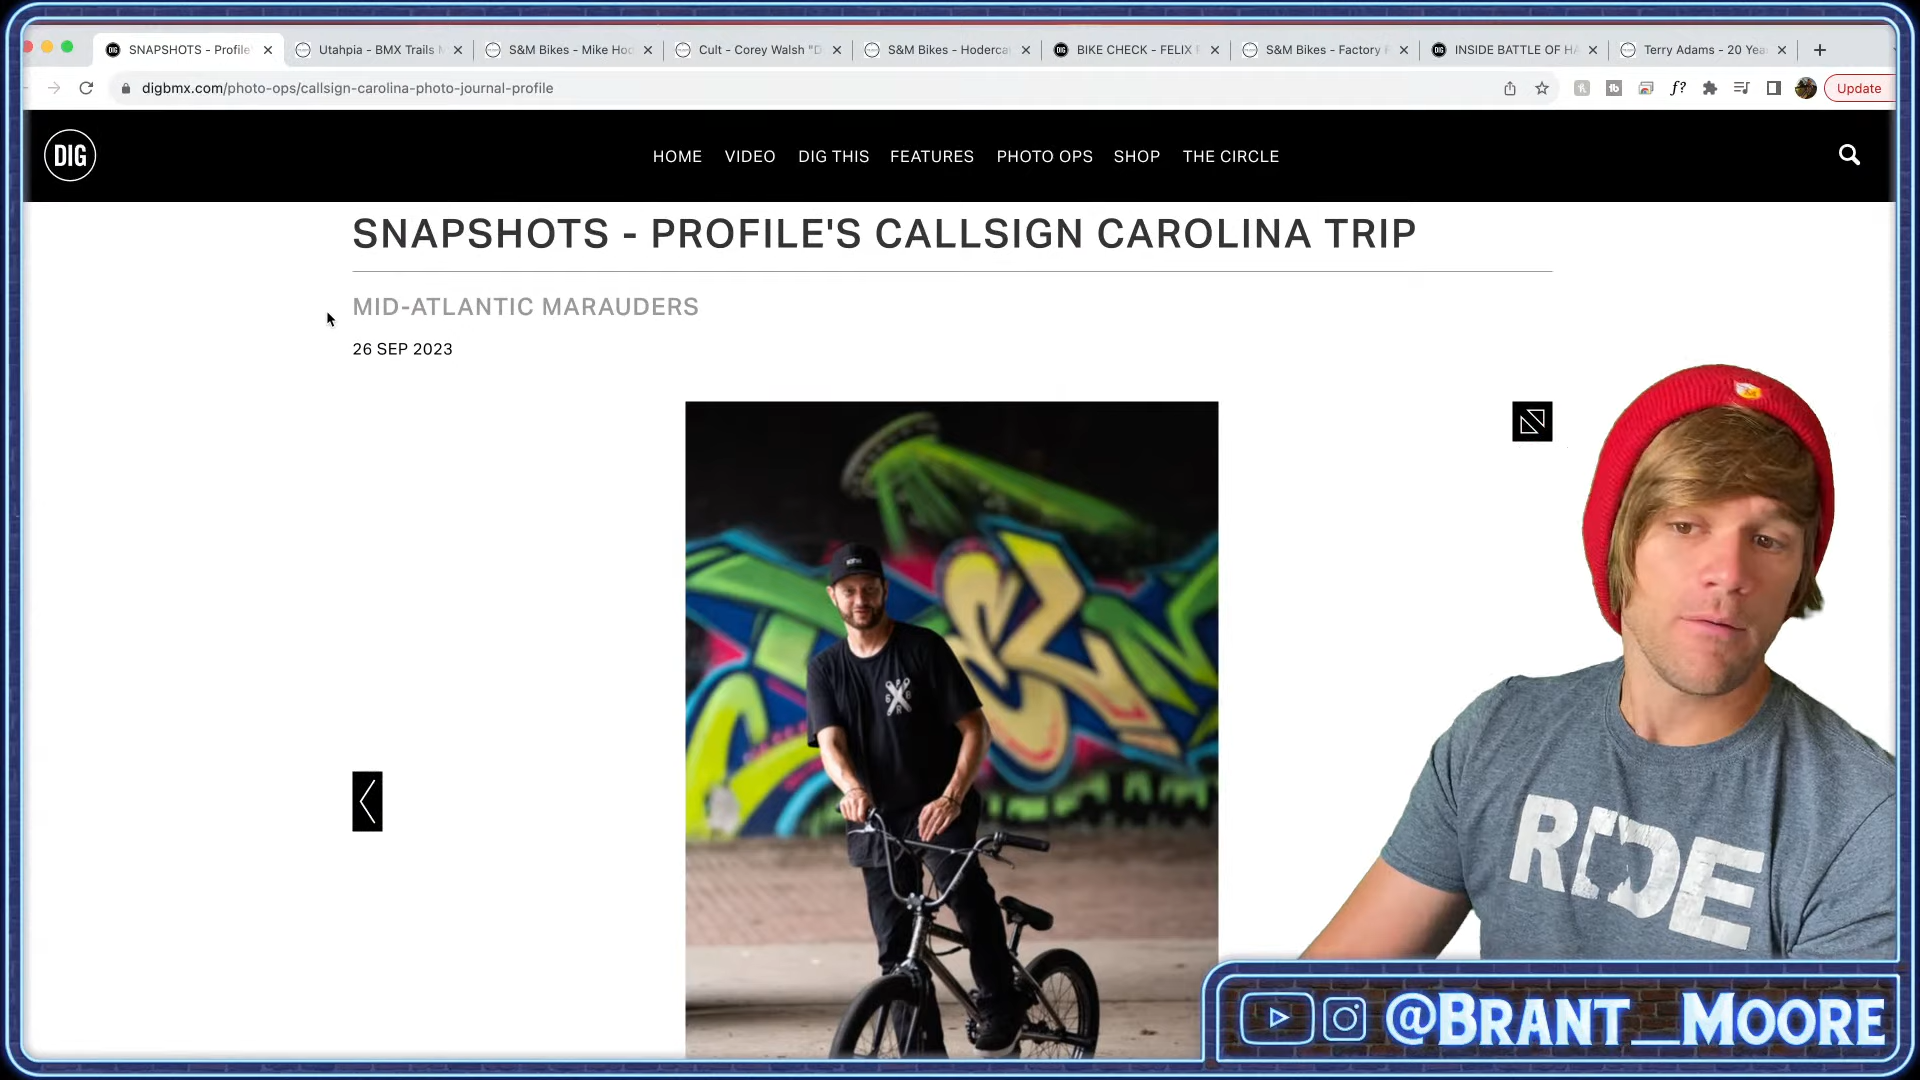 SNAPSHOTS - Profile
Utahpia - BMX Trails
S&M Bikes - Mike Hod
Cult - Corey Walsh "D
S&M Bikes - Hoderca
BIKE CHECK - FELIX
S&M Bikes - Factory
INSIDE BATTLE OF HA
Terry Adams - 20 Yea
digbmx.com/photo-ops/callsign-carolina-photo-journal-profile
f?
Update
DIG
HOME VIDEO DIG THIS FEATURES PHOTO OPS SHOP THE CIRCLE
SNAPSHOTS - PROFILE'S CALLSIGN CAROLINA TRIP
MID-ATLANTIC MARAUDERS
26 SEP 2023
RIDE
@BRANT_MOORE